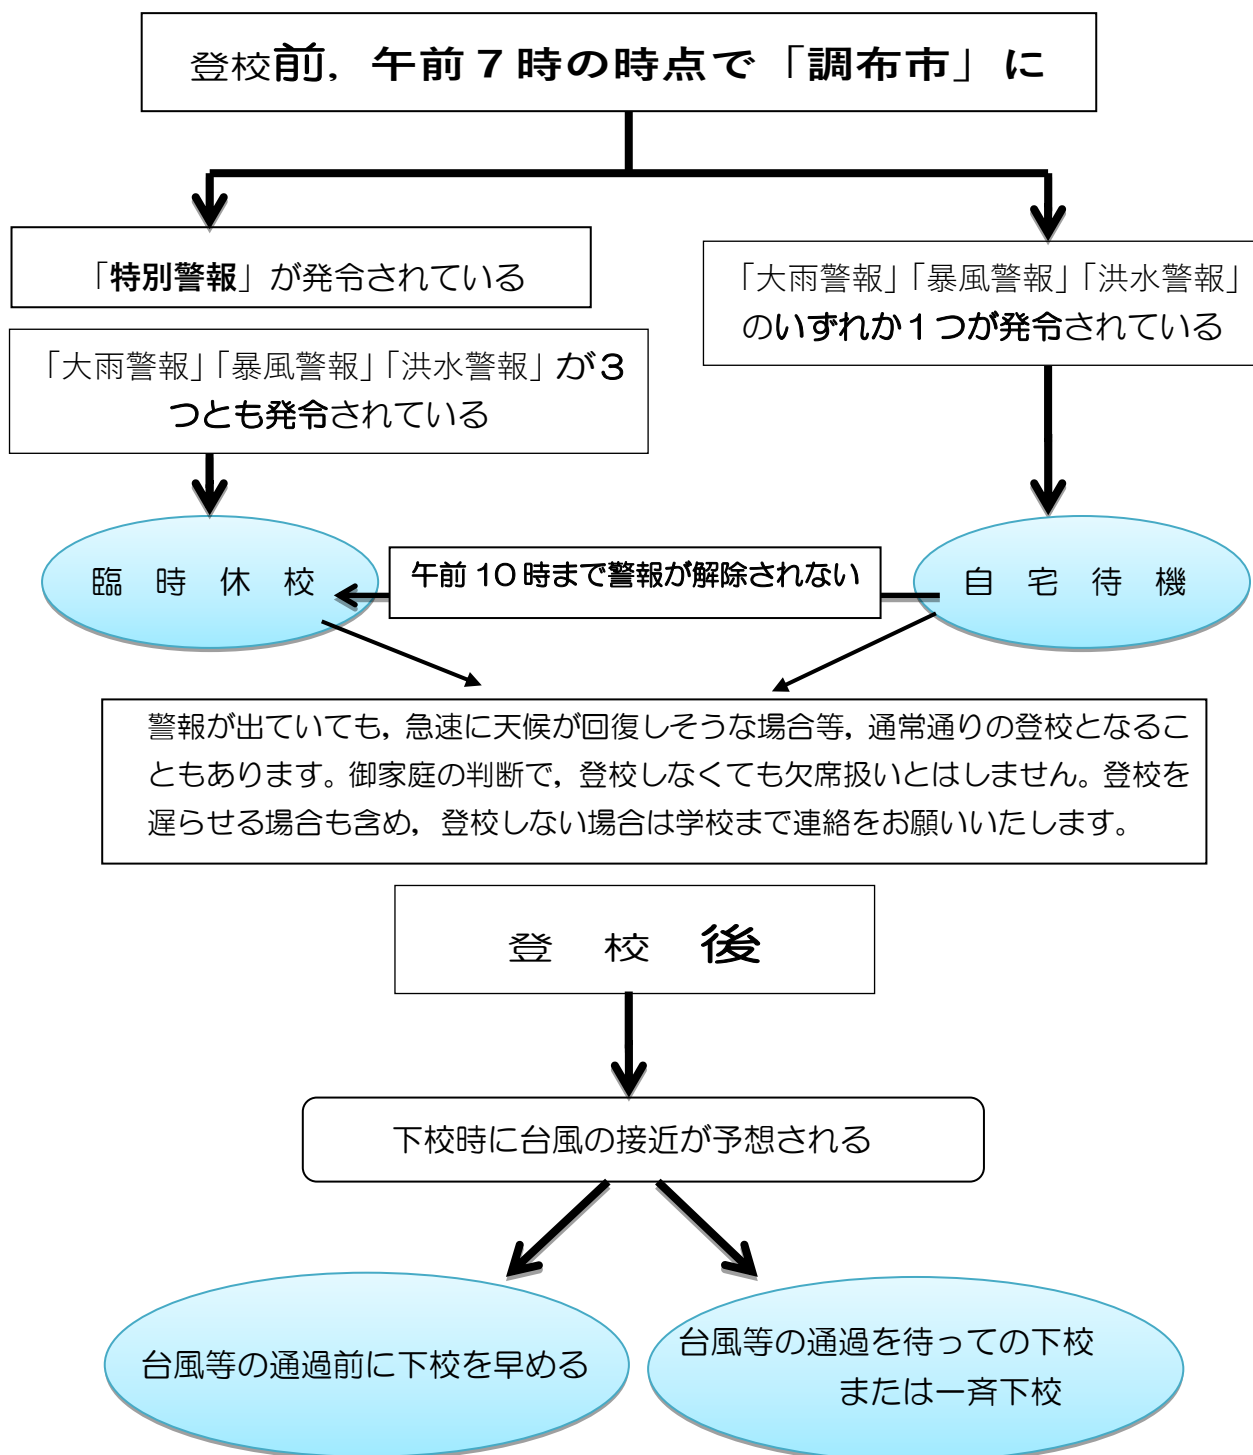 登校前，午前７時の時点で「調布市」に
「特別警報」が発令されている
「大雨警報」「暴風警報」「洪水警報」が３
つとも発令されている
「大雨警報」「暴風警報」「洪水警報」
のいずれか１つが発令されている
臨　時　休　校
午前 10 時まで警報が解除されない
自　宅　待　機
警報が出ていても，急速に天候が回復しそうな場合等，通常通りの登校となるこ
ともあります。御家庭の判断で，登校しなくても欠席扱いとはしません。登校を
遅らせる場合も含め，登校しない場合は学校まで連絡をお願いいたします。
登　校　後
下校時に台風の接近が予想される
台風等の通過前に下校を早める
台風等の通過を待っての下校
または一斉下校